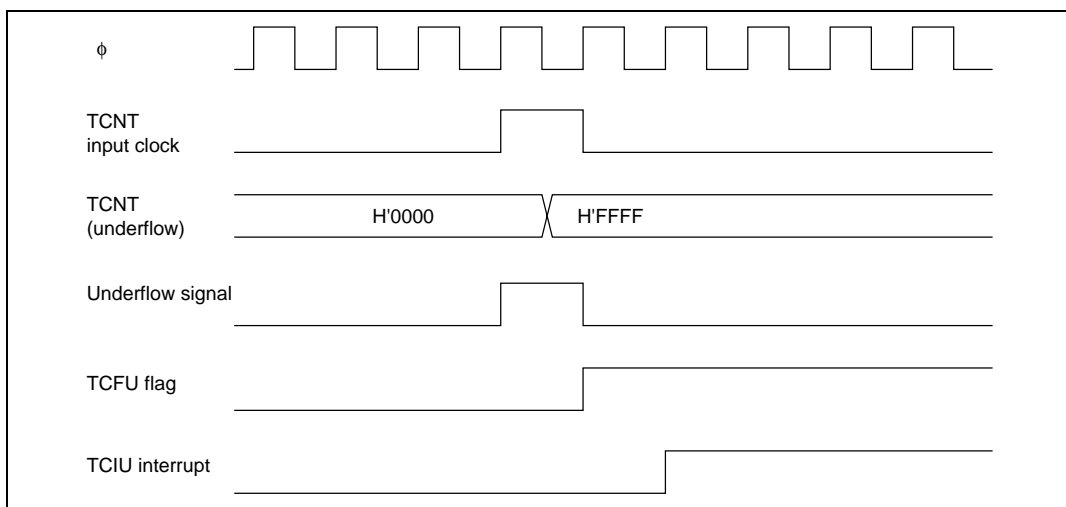 ϕ
TCNT
input clock
TCNT
(underflow)
H'0000
H'FFFF
Underflow signal
TCFU flag
TCIU interrupt